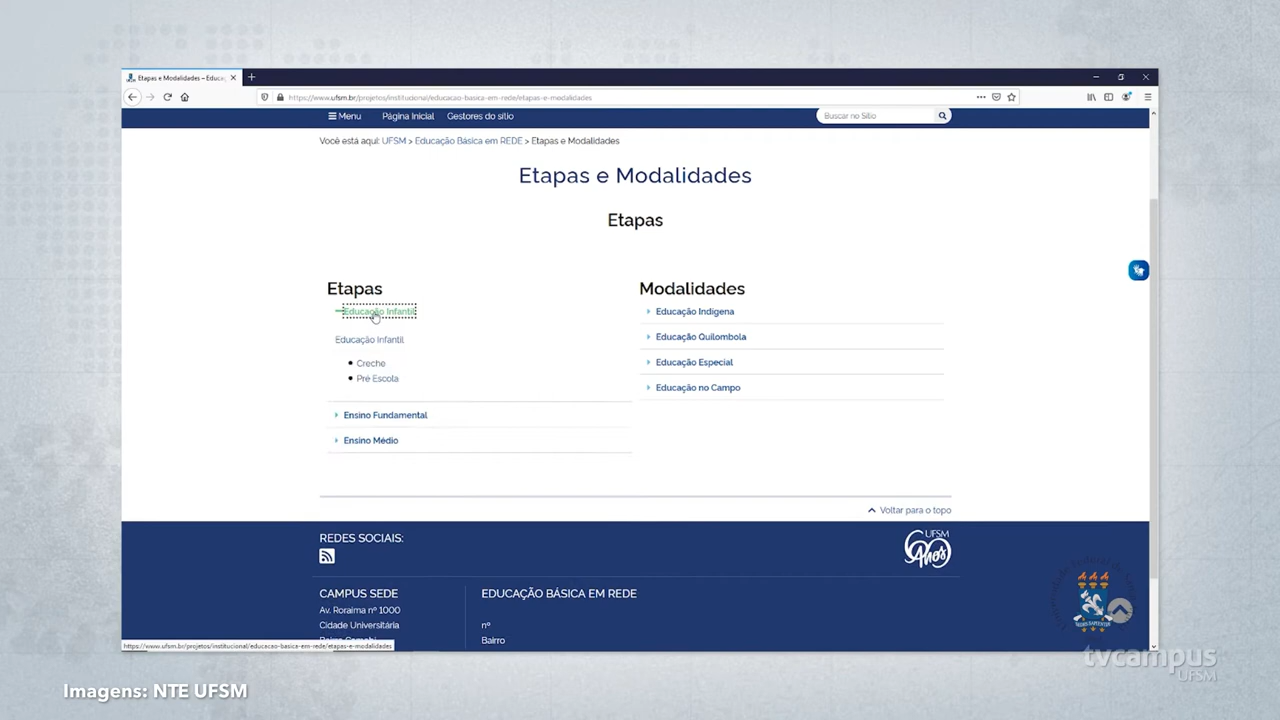 Etapas e Modalidades – Educaç
https://www.ufsm.br/projetos/institucional/educacao-basica-em-rede/etapas-e-modalidades
Menu Página Inicial Gestores do sítio Buscar no Sítio
Você está aqui: UFSM > Educação Básica em REDE > Etapas e Modalidades
Etapas e Modalidades
Etapas
Etapas
Educação Infantil
Educação Infantil
Creche
Pré Escola
Ensino Fundamental
Ensino Médio
Modalidades
Educação Indígena
Educação Quilombola
Educação Especial
Educação no Campo
Voltar para o topo
REDES SOCIAIS:
UFSM
Anos
CAMPUS SEDE
Av. Roraima nº 1000
Cidade Universitária
EDUCAÇÃO BÁSICA EM REDE
nº
Bairro
https://www.ufsm.br/projetos/institucional/educacao-basica-em-rede/etapas-e-modalidades
SEDES SAPIENTIAE
tvcampus
UFSM
Imagens: NTE UFSM